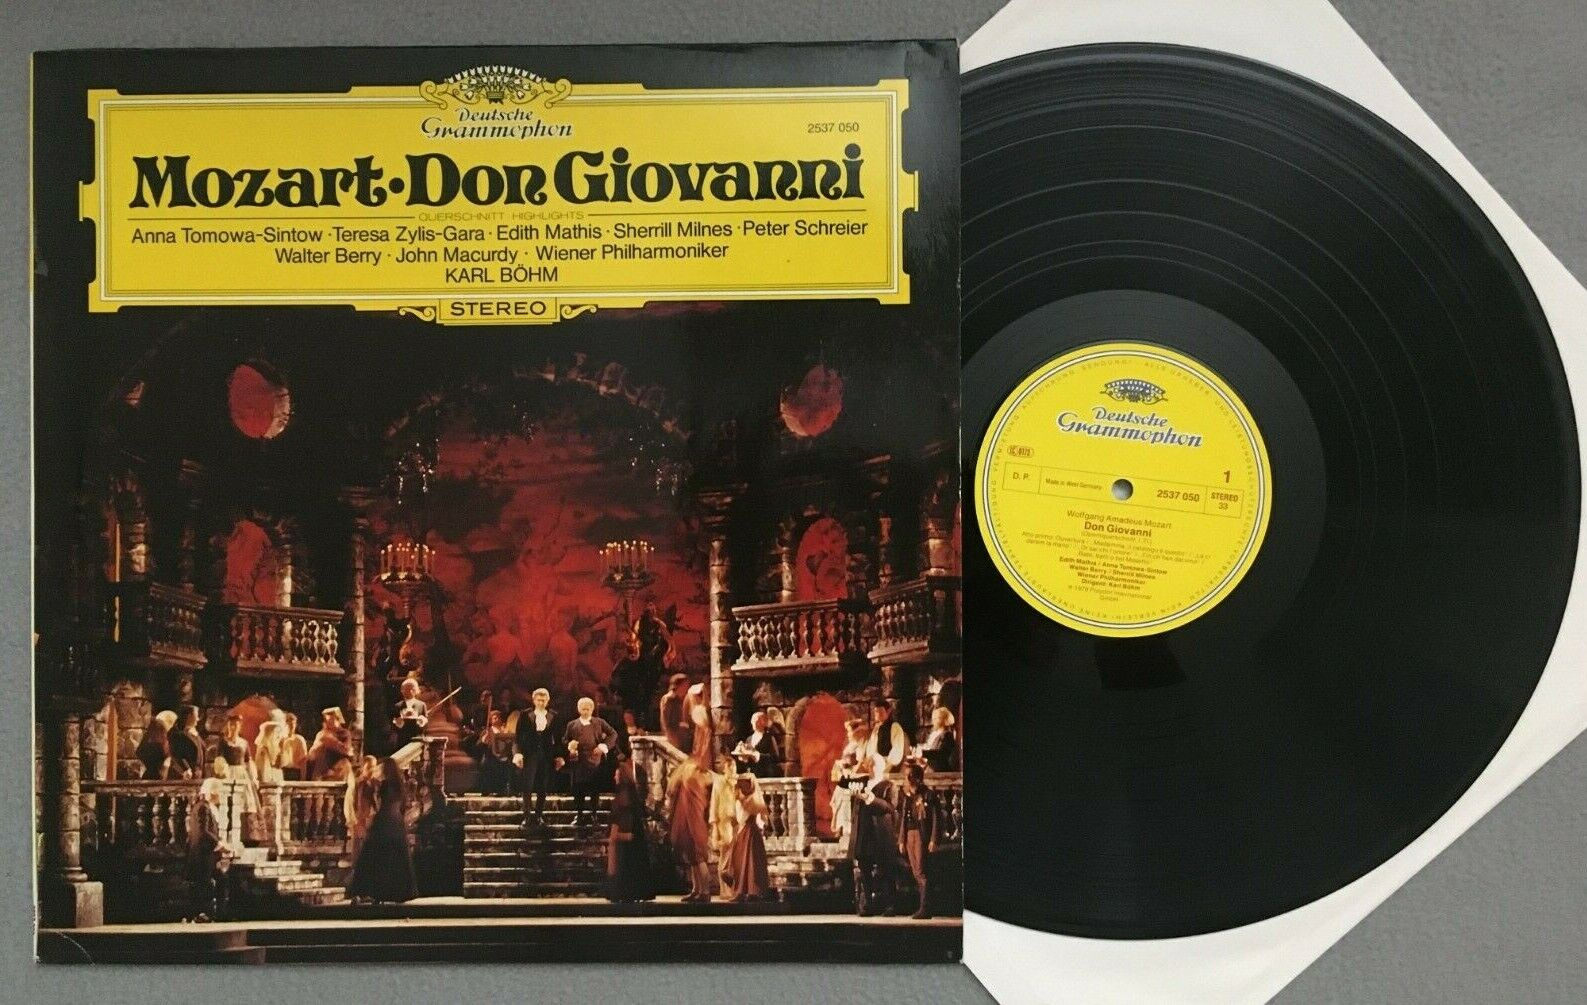 Deutsche
Grammophon
2537 050
Mozart · Don Giovanni
QUERSCHNITT HIGHLIGHTS
Anna Tomowa-Sintow · Teresa Zylis-Gara · Edith Mathis · Sherrill Milnes · Peter Schreier
Walter Berry · John Macurdy · Wiener Philharmoniker
KARL BÖHM
STEREO
Deutsche
Grammophon
1
D. P.
Made in West Germany
2537 050
STEREO
33
Wolfgang Amadeus Mozart
Don Giovanni
Edith Mathis / Anna Tomowa-Sintow
Walter Berry / Sherrill Milnes
Wiener Philharmoniker
Dirigent: Karl Böhm
Polydor International
GmbH